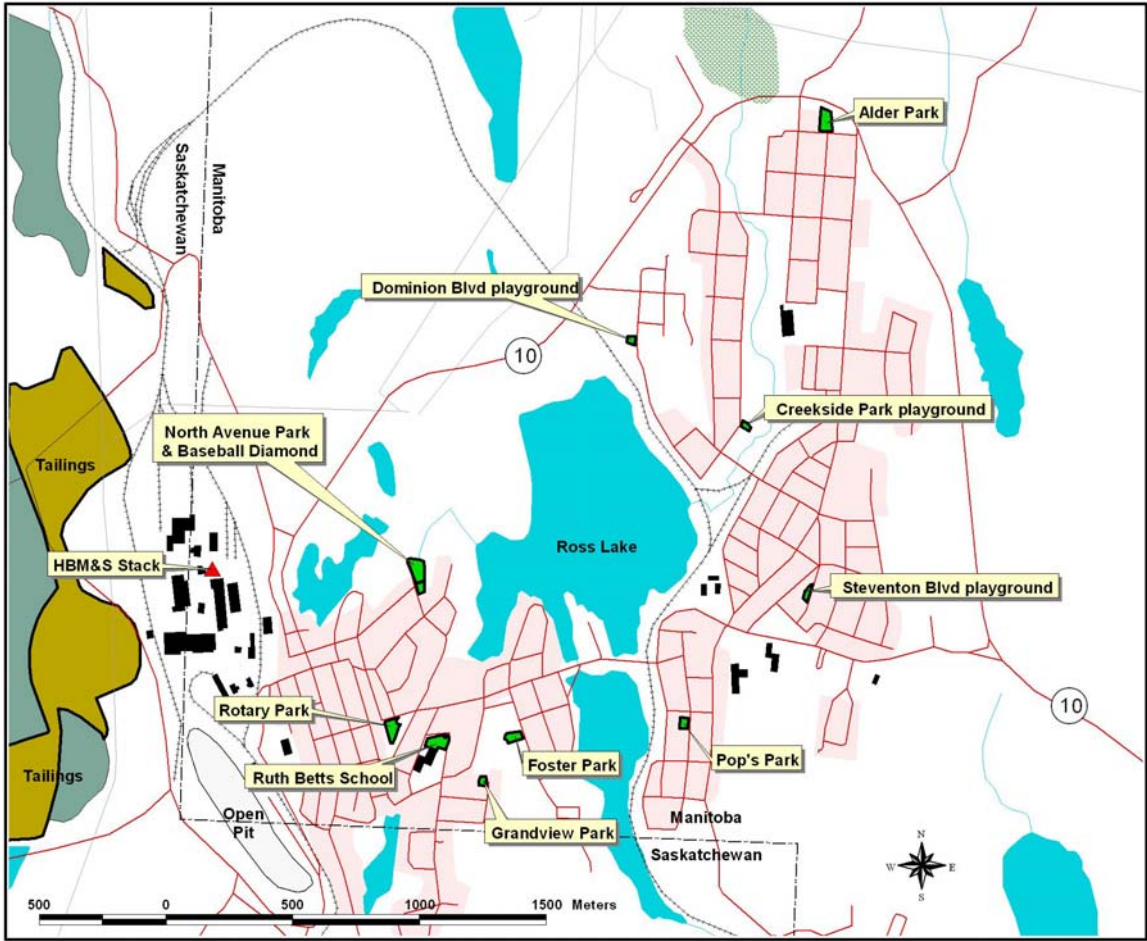 Alder Park
Saskatchewan
Manitoba
Dominion Blvd playground
10
Creekside Park playground
North Avenue Park
& Baseball Diamond
Tailings
HBM&S Stack
Ross Lake
Steventon Blvd playground
Rotary Park
10
Ruth Betts School
Foster Park
Pop's Park
Tailings
Open
Pit
Grandview Park
Manitoba
Saskatchewan
N
W
E
S
500 0 500 1000 1500 Meters